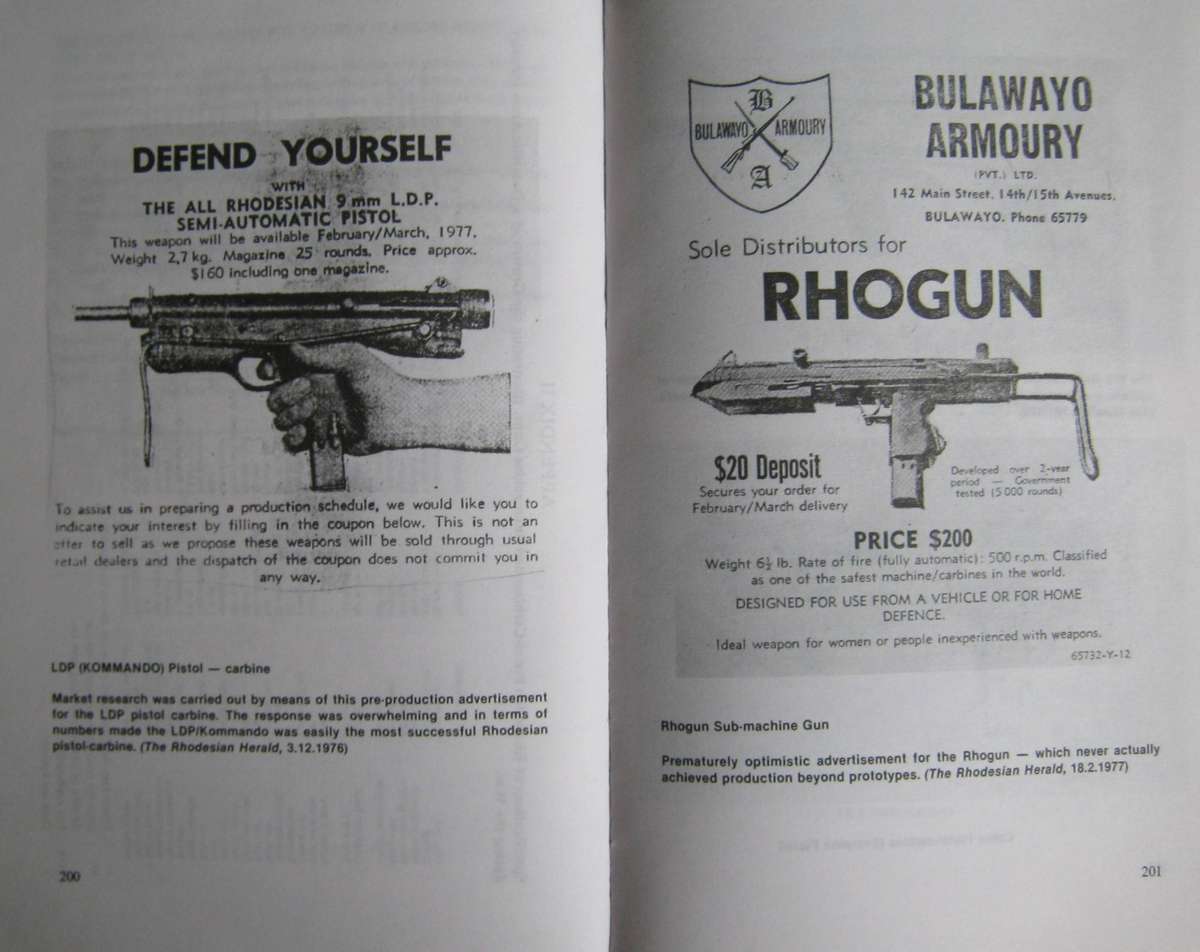 DEFEND YOURSELF
WITH
THE ALL RHODESIAN 9 mm L.D.P.
SEMI-AUTOMATIC PISTOL
This weapon will be available February/March, 1977.
Weight 2,7 kg. Magazine 25 rounds. Price approx.
$160 including one magazine.
To assist us in preparing a production schedule, we would like you to
indicate your interest by filling in the coupon below. This is not an
offer to sell as we propose these weapons will be sold through usual
retail dealers and the dispatch of the coupon does not commit you in
any way.
LDP (KOMMANDO) Pistol — carbine
Market research was carried out by means of this pre-production advertisement
for the LDP pistol carbine. The response was overwhelming and in terms of
numbers made the LDP/Kommando was easily the most successful Rhodesian
pistol-carbine. (The Rhodesian Herald, 3.12.1976)
200
B
BULAWAYO ARMOURY
A
BULAWAYO
ARMOURY
(PVT.) LTD.
142 Main Street, 14th/15th Avenues,
BULAWAYO. Phone 65779
Sole Distributors for
RHOGUN
$20 Deposit
Secures your order for
February/March delivery
Developed over 2-year
period — Government
tested (5 000 rounds)
PRICE $200
Weight 6½ lb. Rate of fire (fully automatic): 500 r.p.m. Classified
as one of the safest machine/carbines in the world.
DESIGNED FOR USE FROM A VEHICLE OR FOR HOME
DEFENCE.
Ideal weapon for women or people inexperienced with weapons.
65732-Y-12
Rhogun Sub-machine Gun
Prematurely optimistic advertisement for the Rhogun — which never actually
achieved production beyond prototypes. (The Rhodesian Herald, 18.2.1977)
201